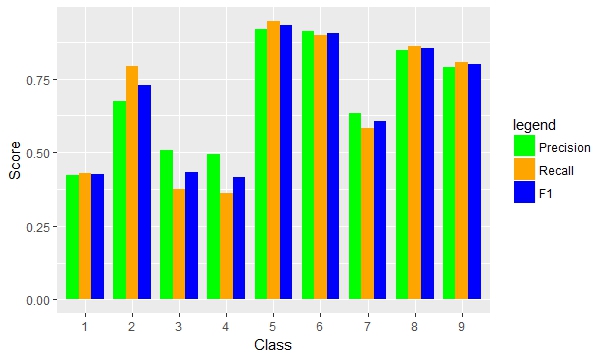 Score
0.75
0.50
0.25
0.00
1 2 3 4 5 6 7 8 9
Class
legend
Precision
Recall
F1